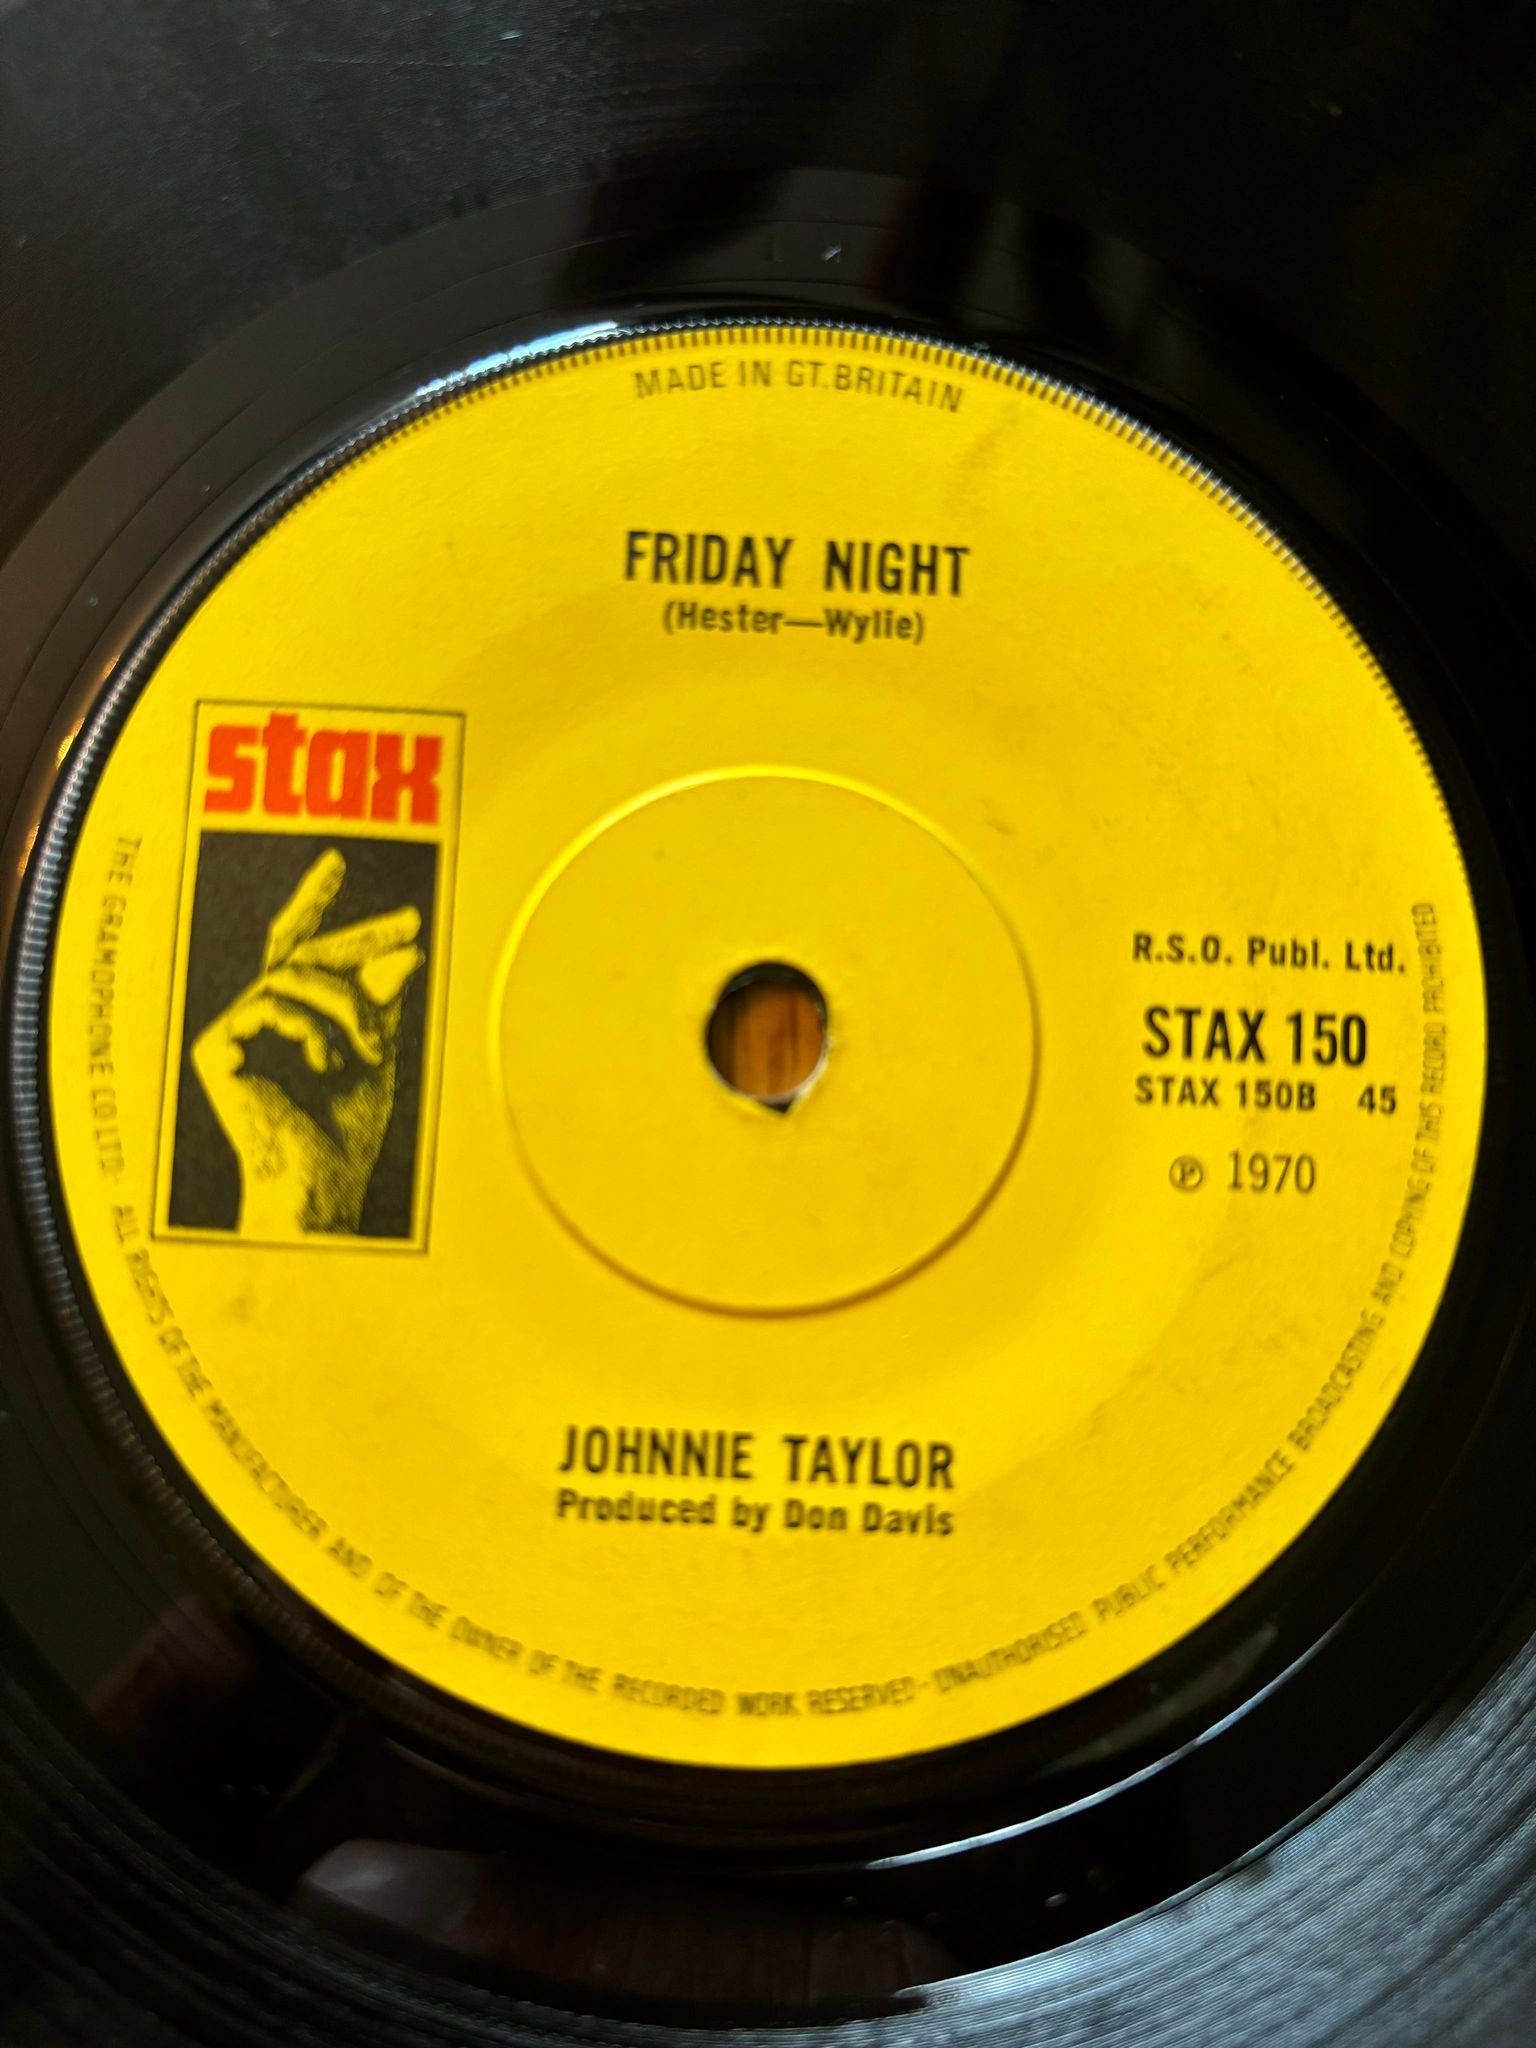 MADE IN GT. BRITAIN
FRIDAY NIGHT
(Hester—Wylie)
stax
R.S.O. Publ. Ltd.
STAX 150
STAX 150B 45
℗ 1970
JOHNNIE TAYLOR
Produced by Don Davis
THE GRAMOPHONE CO. LTD· ALL RIGHTS OF THE MANUFACTURER AND OF THE OWNER OF THE RECORDED WORK RESERVED· UNAUTHORISED PUBLIC PERFORMANCE BROADCASTING AND COPYING OF THIS RECORD PROHIBITED